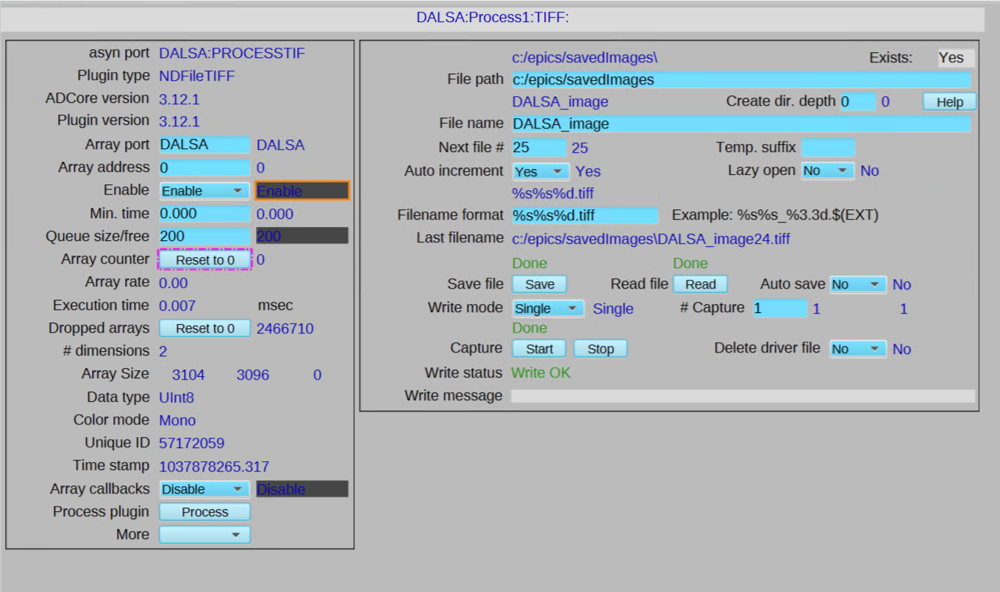 DALSA:Process1:TIFF:
asyn port DALSA:PROCESSTIF
Plugin type NDFileTIFF
ADCore version 3.12.1
Plugin version 3.12.1
Array port DALSA DALSA
Array address 0 0
Enable Enable Enable
Min. time 0.000 0.000
Queue size/free 200 200
Array counter Reset to 0 0
Array rate 0.00
Execution time 0.007 msec
Dropped arrays Reset to 0 2466710
# dimensions 2
Array Size 3104 3096 0
Data type UInt8
Color mode Mono
Unique ID 57172059
Time stamp 1037878265.317
Array callbacks Disable Disable
Process plugin Process
More
c:/epics/savedImages\ Exists: Yes
File path c:/epics/savedImages
DALSA_image Create dir. depth 0 0 Help
File name DALSA_image
Next file # 25 25 Temp. suffix
Auto increment Yes Yes Lazy open No No
%s%s%d.tiff
Filename format %s%s%d.tiff Example: %s%s_%3.3d.$(EXT)
Last filename c:/epics/savedImages\DALSA_image24.tiff
Done Done
Save file Save Read file Read Auto save No No
Write mode Single Single # Capture 1 1 1
Done
Capture Start Stop Delete driver file No No
Write status Write OK
Write message